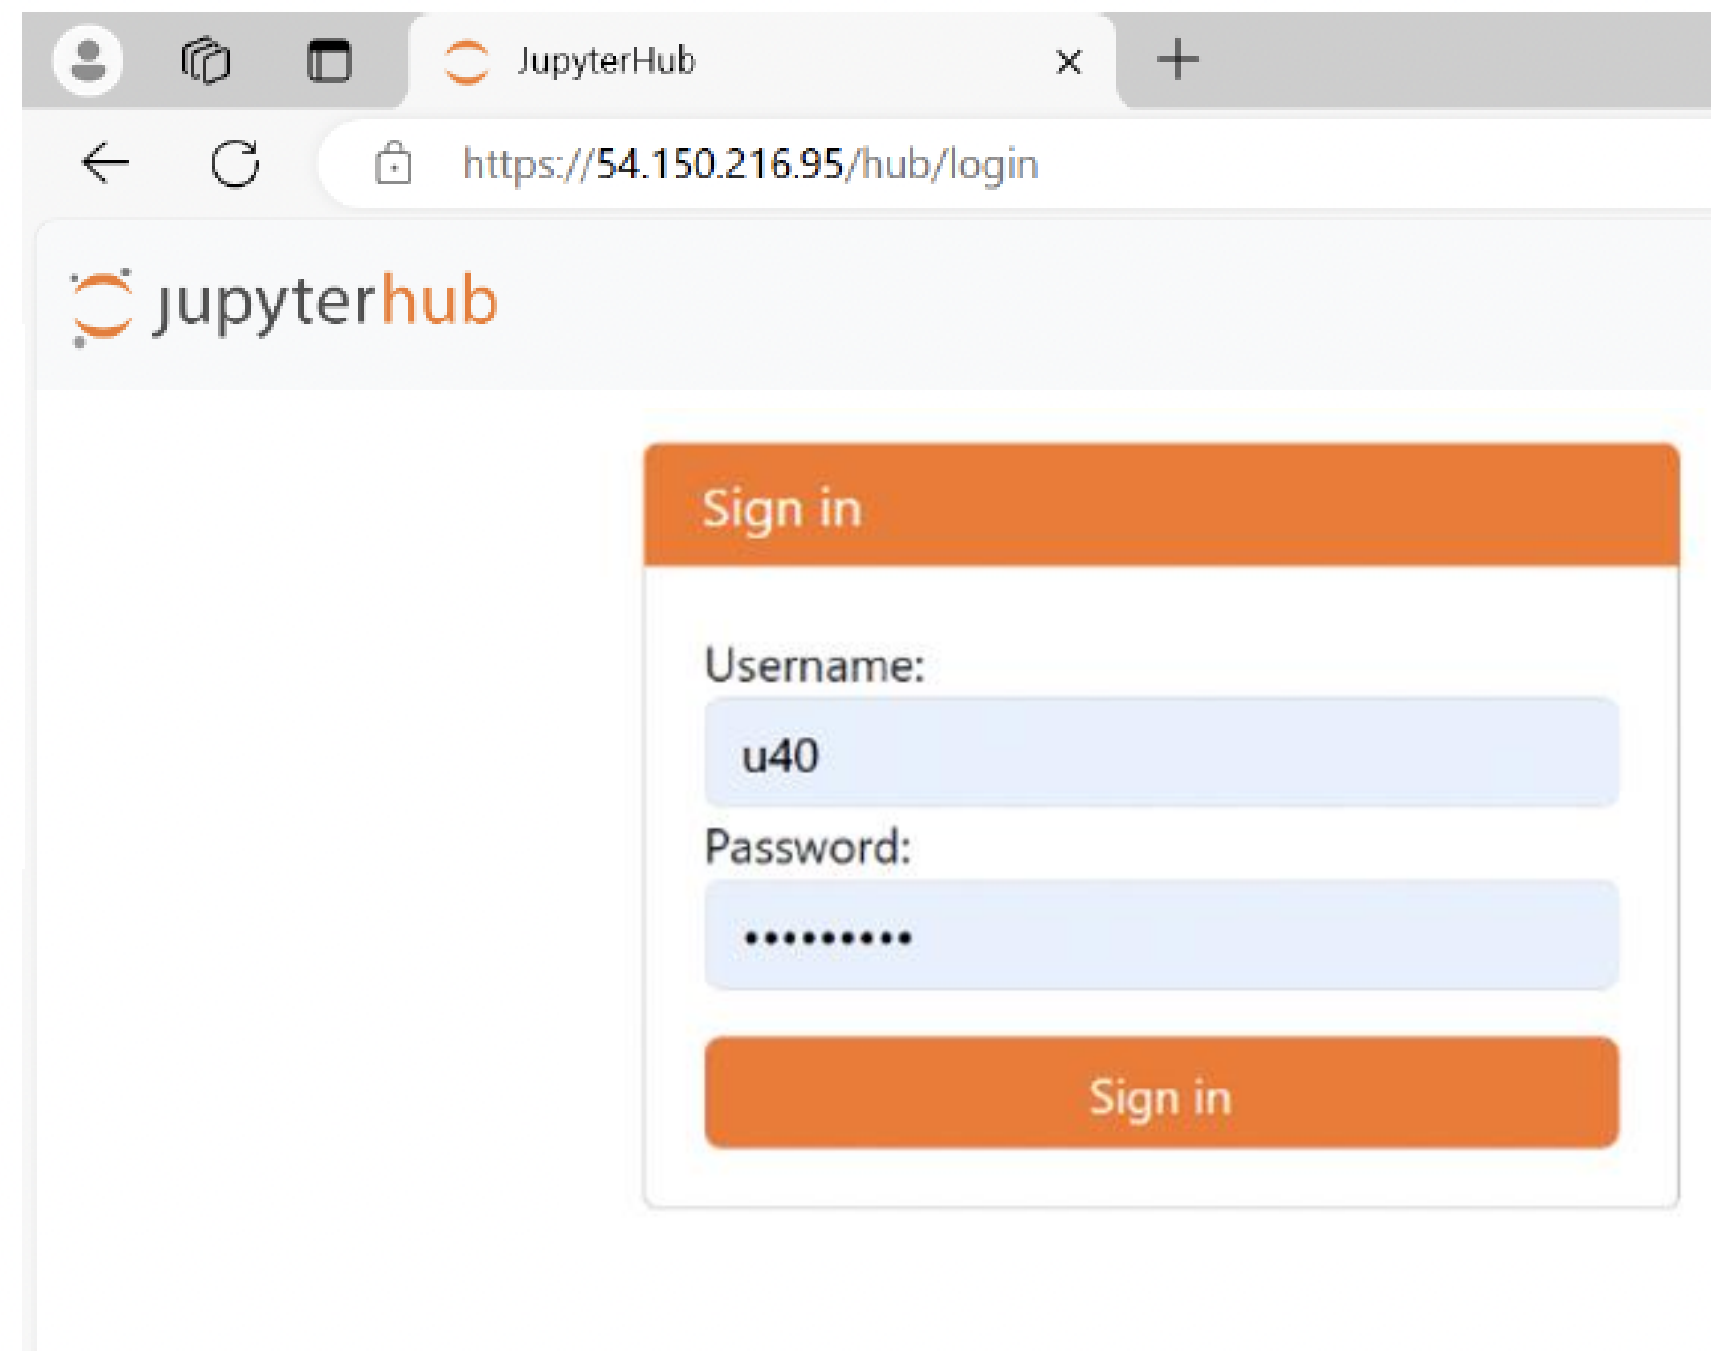 JupyterHub
https://54.150.216.95/hub/login
jupyterhub
Sign in
Username:
u40
Password:
•••••••••
Sign in